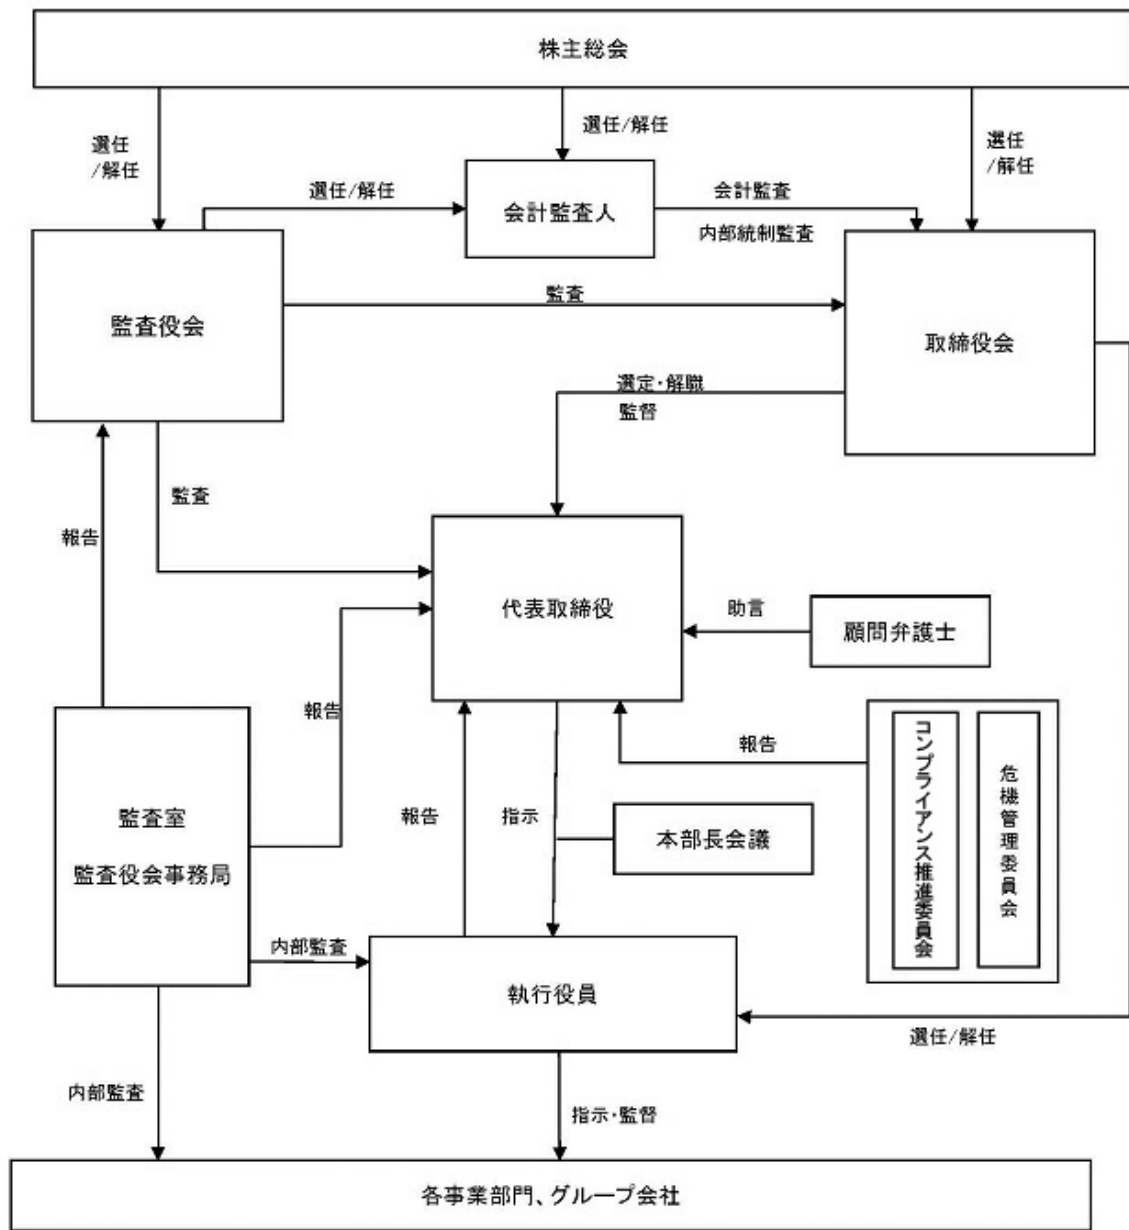 株主総会
選任
/解任
選任/解任
選任
/解任
選任/解任
会計監査人
会計監査
内部統制監査
監査役会
監査
取締役会
選定・解職
監督
監査
報告
代表取締役
助言
顧問弁護士
報告
報告
コンプライアンス推進委員会
危機管理委員会
監査室
監査役会事務局
報告
指示
本部長会議
内部監査
執行役員
選任/解任
内部監査
指示・監督
各事業部門、グループ会社